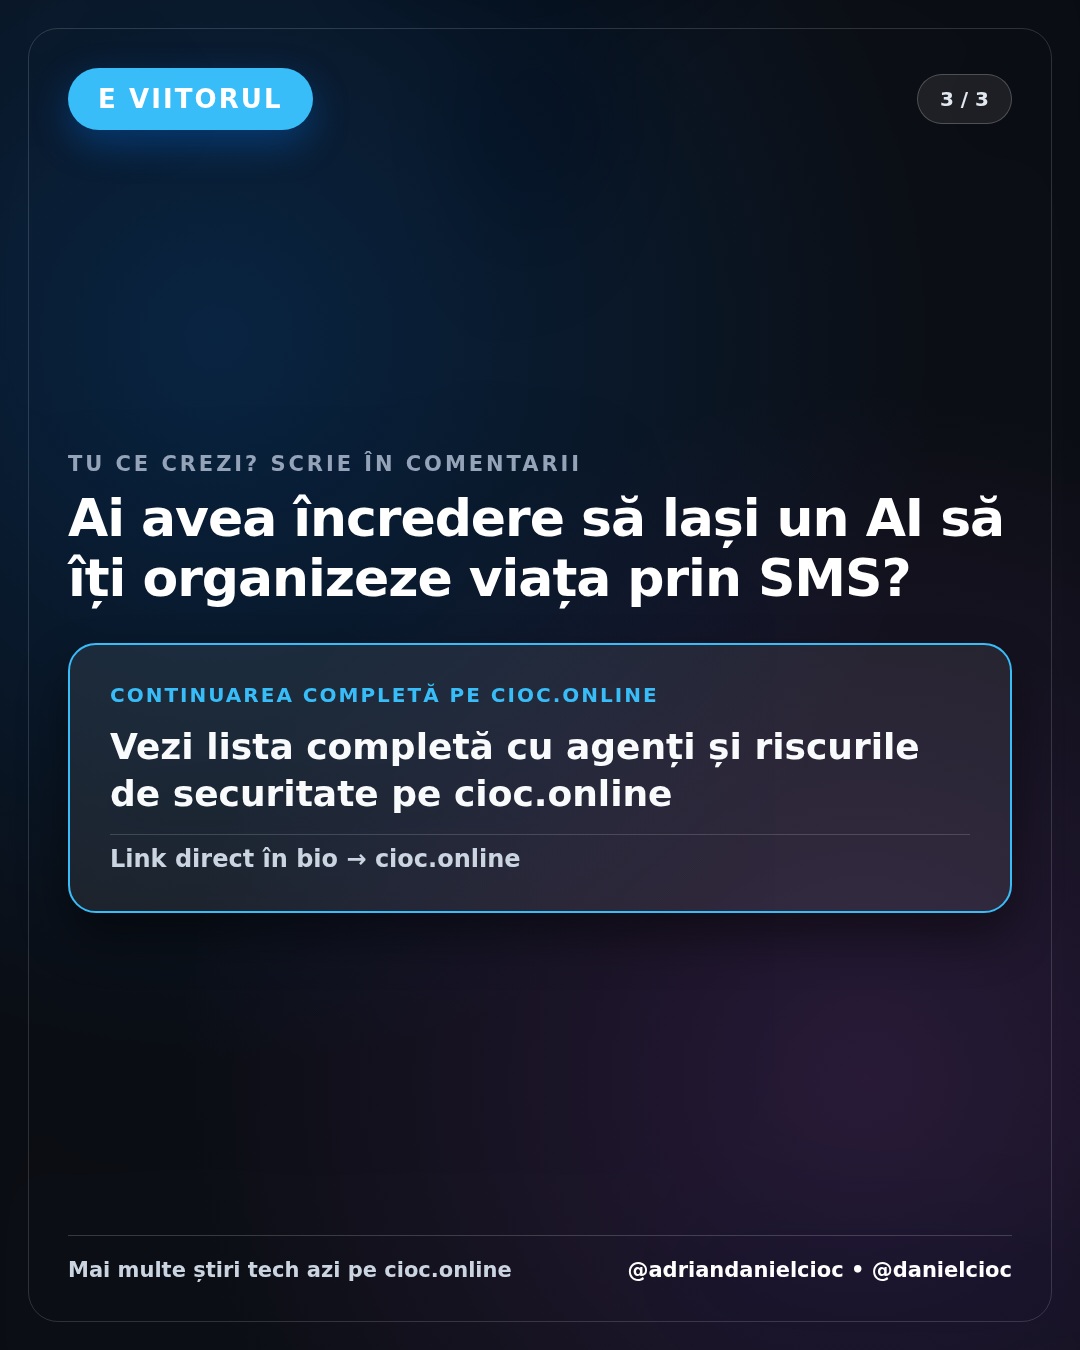 E VIITORUL
3 / 3
TU CE CREZI? SCRIE ÎN COMENTARII
Ai avea încredere să lași un AI să
îți organizeze viața prin SMS?
CONTINUAREA COMPLETĂ PE CIOC.ONLINE
Vezi lista completă cu agenți și riscurile
de securitate pe cioc.online
Link direct în bio → cioc.online
Mai multe știri tech azi pe cioc.online
@adriandanielcioc • @danielcioc